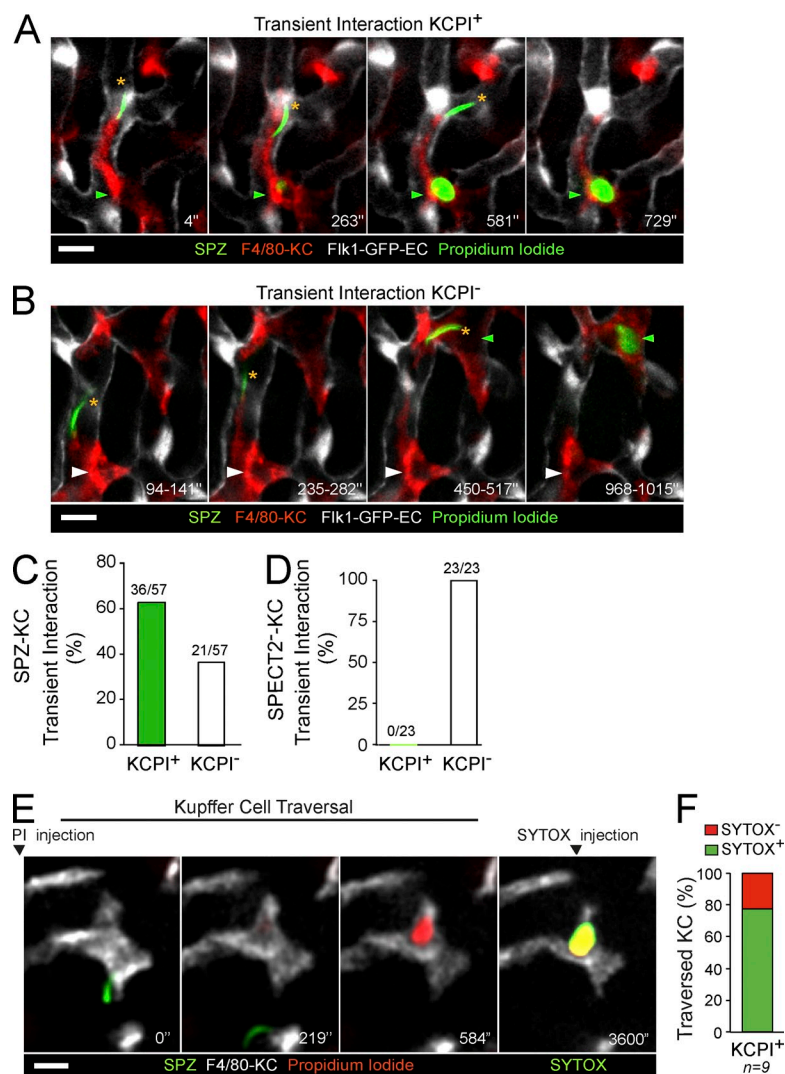 A
Transient Interaction KCPI⁺
*
*
*
4"
263"
581"
729"
SPZ F4/80-KC Flk1-GFP-EC Propidium Iodide
B
Transient Interaction KCPI⁻
*
*
*
94-141"
235-282"
450-517"
968-1015"
SPZ F4/80-KC Flk1-GFP-EC Propidium Iodide
C
SPZ-KC
Transient Interaction
(%)
80
60
40
20
0
36/57
21/57
KCPI⁺ KCPI⁻
D
SPECT2⁻-KC
Transient Interaction
(%)
100
75
50
25
0
0/23
23/23
KCPI⁺ KCPI⁻
E
Kupffer Cell Traversal
PI injection
SYTOX injection
0''
219''
584"
3600"
SPZ F4/80-KC Propidium Iodide SYTOX
F
SYTOX⁻
SYTOX⁺
Traversed KC (%)
100
80
60
40
20
0
KCPI⁺
n=9